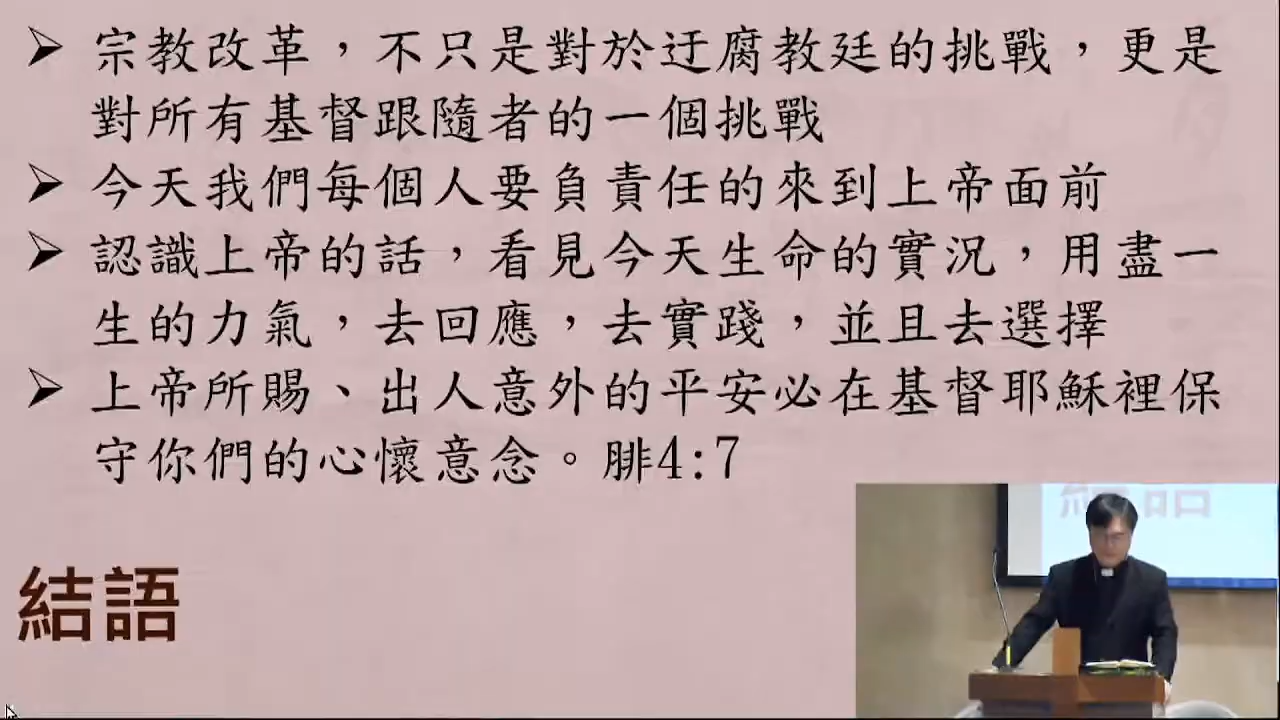 宗教改革，不只是對於迂腐教廷的挑戰，更是
對所有基督跟隨者的一個挑戰
今天我們每個人要負責任的來到上帝面前
認識上帝的話，看見今天生命的實況，用盡一
生的力氣，去回應，去實踐，並且去選擇
上帝所賜、出人意外的平安必在基督耶穌裡保
守你們的心懷意念。腓4:7
結語
結語